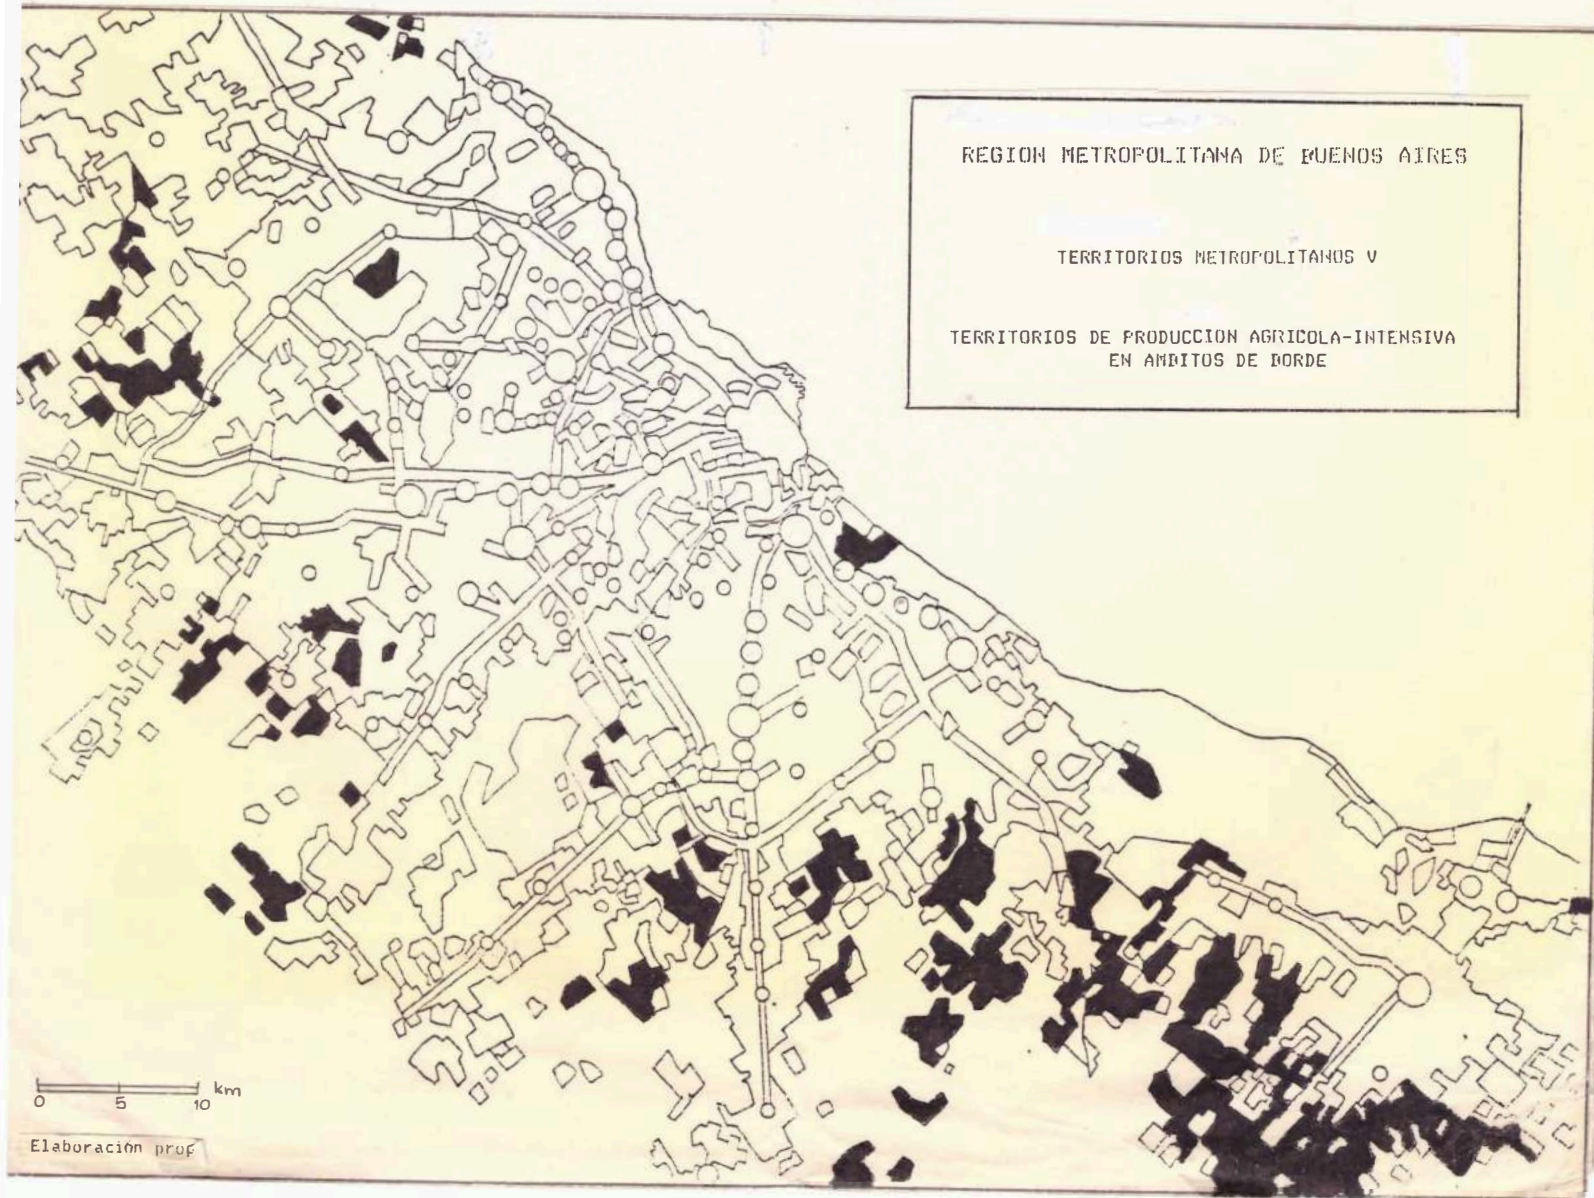 REGION METROPOLITANA DE BUENOS AIRES
TERRITORIOS METROPOLITANOS V
TERRITORIOS DE PRODUCCION AGRICOLA-INTENSIVA
EN AMBITOS DE BORDE
km
0 5 10
Elaboración prop